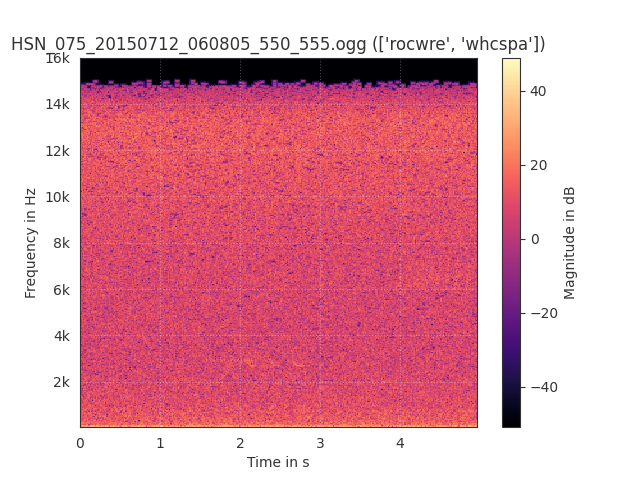 HSN_075_20150712_060805_550_555.ogg (['rocwre', 'whcspa'])
16k
14k
12k
10k
8k
6k
4k
2k
Frequency in Hz
0 1 2 3 4
Time in s
40
20
0
−20
−40
Magnitude in dB